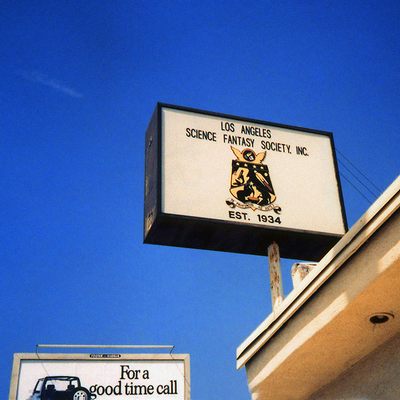 LOS ANGELES
SCIENCE FANTASY SOCIETY, INC.
EST. 1934
For a
good time call